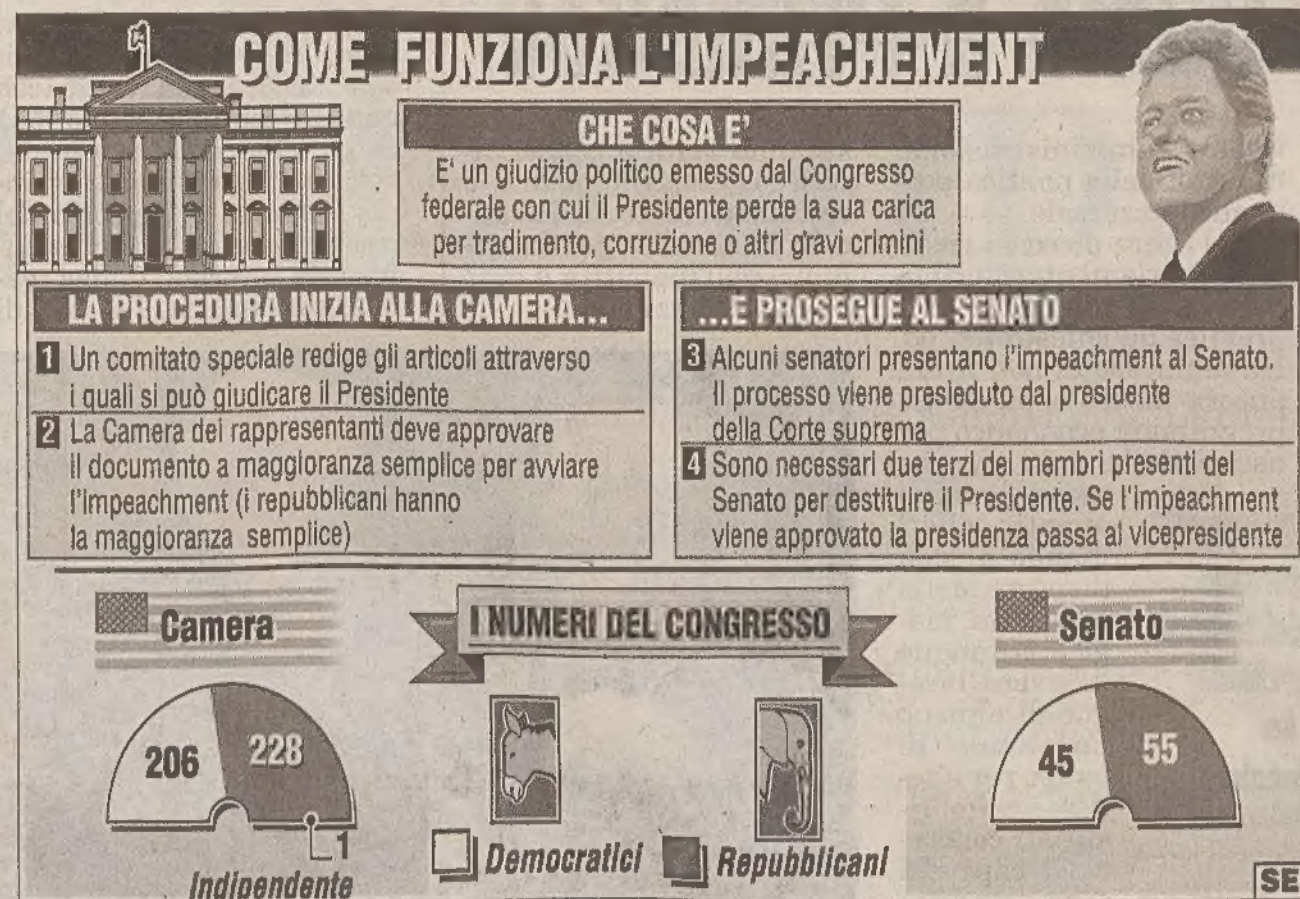 COME FUNZIONA L'IMPEACHEMENT
CHE COSA E'
E' un giudizio politico emesso dal Congresso
federale con cui il Presidente perde la sua carica
per tradimento, corruzione o altri gravi crimini
LA PROCEDURA INIZIA ALLA CAMERA...
1 Un comitato speciale redige gli articoli attraverso
i quali si può giudicare il Presidente
2 La Camera dei rappresentanti deve approvare
il documento a maggioranza semplice per avviare
l'impeachment (i repubblicani hanno
la maggioranza semplice)
...E PROSEGUE AL SENATO
3 Alcuni senatori presentano l'impeachment al Senato.
Il processo viene presieduto dal presidente
della Corte suprema
4 Sono necessari due terzi dei membri presenti del
Senato per destituire il Presidente. Se l'impeachment
viene approvato la presidenza passa al vicepresidente
I NUMERI DEL CONGRESSO
Camera
206
228
1
Indipendente
Democratici
Repubblicani
Senato
45
55
SE